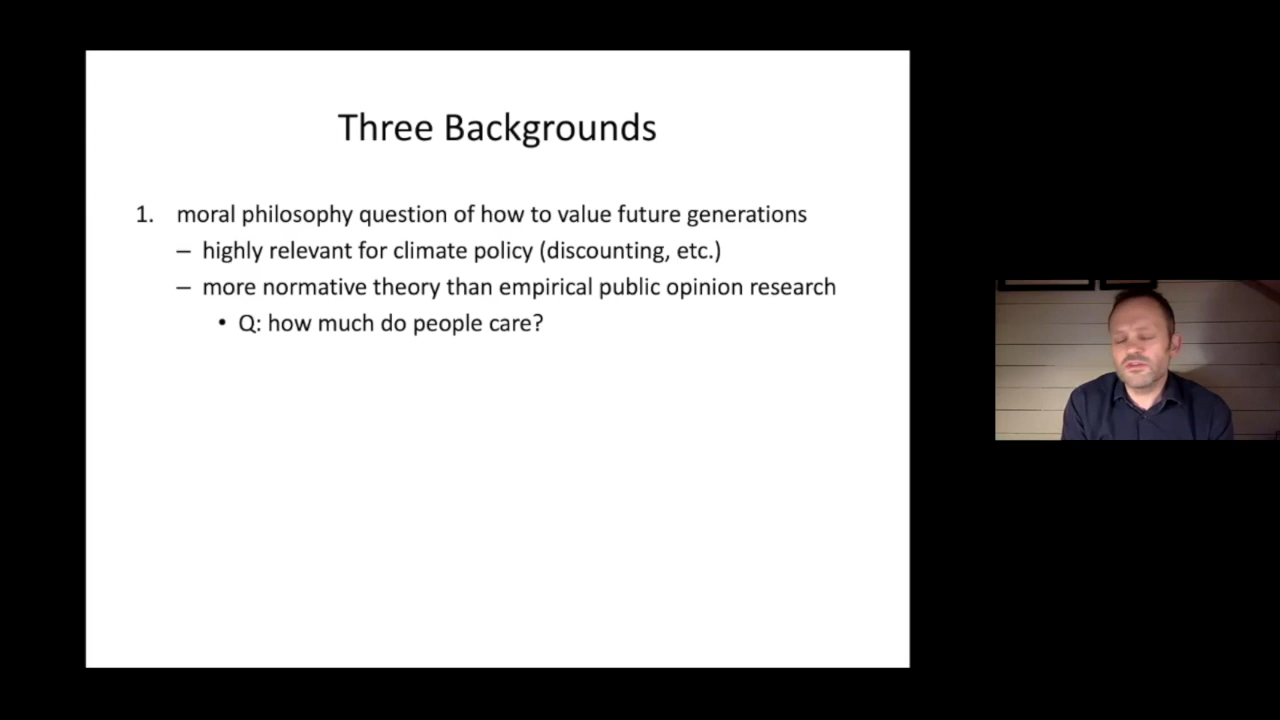 Three Backgrounds
1. moral philosophy question of how to value future generations
– highly relevant for climate policy (discounting, etc.)
– more normative theory than empirical public opinion research
• Q: how much do people care?